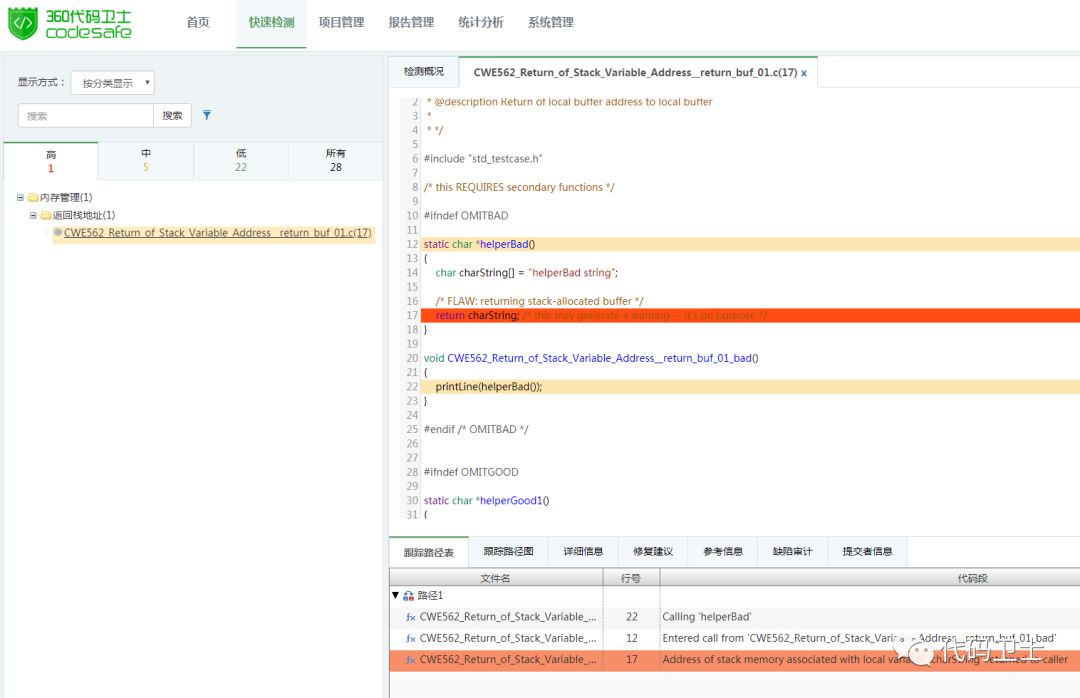 360代码卫士
codesafe
首页
快速检测
项目管理
报告管理
统计分析
系统管理
显示方式：
按分类显示
搜索
搜索
高
1
中
5
低
22
所有
28
内存管理(1)
返回栈地址(1)
CWE562_Return_of_Stack_Variable_Address__return_buf_01.c(17)
检测概况
CWE562_Return_of_Stack_Variable_Address__return_buf_01.c(17) x
2 * @description Return of local buffer address to local buffer
3 *
4 * */
5
6 #include "std_testcase.h"
7
8 /* this REQUIRES secondary functions */
9
10 #ifndef OMITBAD
11
12 static char *helperBad()
13 {
14 char charString[] = "helperBad string";
15
16 /* FLAW: returning stack-allocated buffer */
17 return charString; /* this may generate a warning -- it's on purpose */
18 }
19
20 void CWE562_Return_of_Stack_Variable_Address__return_buf_01_bad()
21 {
22 printLine(helperBad());
23 }
24
25 #endif /* OMITBAD */
26
27
28 #ifndef OMITGOOD
29
30 static char *helperGood1()
31 {
跟踪路径表
跟踪路径图
详细信息
修复建议
参考信息
缺陷审计
提交者信息
文件名 行号 代码段
路径1
fx CWE562_Return_of_Stack_Variable_... 22 Calling 'helperBad'
fx CWE562_Return_of_Stack_Variable_... 12 Entered call from 'CWE562_Return_of_Stack_Variable_Address__return_buf_01_bad'
fx CWE562_Return_of_Stack_Variable_... 17 Address of stack memory associated with local variable 'charString' returned to caller
代码卫士